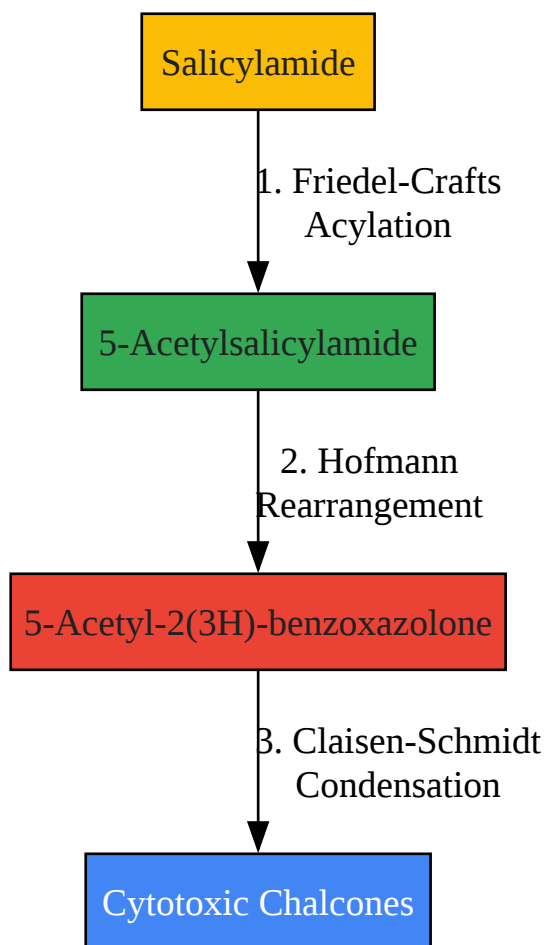 Salicylamide
1. Friedel-Crafts
Acylation
5-Acetylsalicylamide
2. Hofmann
Rearrangement
5-Acetyl-2(3H)-benzoxazolone
3. Claisen-Schmidt
Condensation
Cytotoxic Chalcones